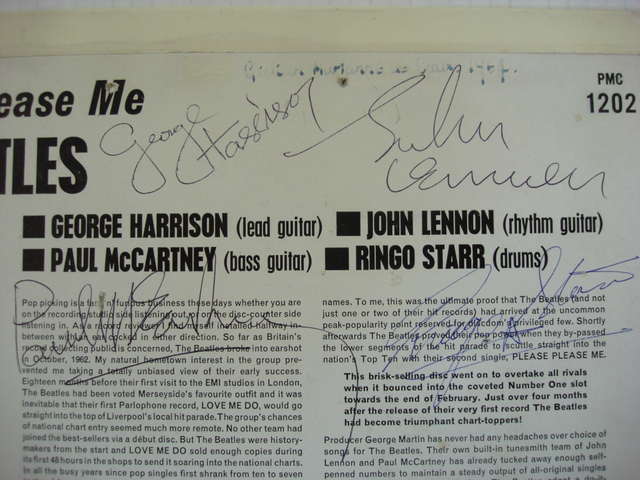 PMC
1202
ease Me
George Harrison
John
Lennon
TLES
■ GEORGE HARRISON (lead guitar) ■ JOHN LENNON (rhythm guitar)
■ PAUL McCARTNEY (bass guitar) ■ RINGO STARR (drums)
Paul McCartney
Ringo Starr
Pop picking is a fast 'n' furious business these days whether you are
on the recording studio side listening out, or on the other side
listening in. As a record reviewer I find myself installed halfway in-
between with an ear cocked in either direction. So far as Britain's
record collecting public is concerned, The Beatles broke into earshot
in October, 1962. My natural hometown interest in the group pre-
vented me taking a totally unbiased view of their early success.
Eighteen months before their first visit to the EMI studios in London,
The Beatles had been voted Merseyside's favourite outfit and it was
inevitable that their first Parlophone record, LOVE ME DO, would go
straight into the top of Liverpool's local hit parade. The group's chances
of national chart entry seemed much more remote. No other team had
joined the best-sellers via a début disc. But The Beatles were history-
makers from the start and LOVE ME DO sold enough copies during
its first 48 hours in the shops to send it soaring into the national charts.
In all the busy years since pop singles first shrank from ten to seven
names. To me, this was the ultimate proof that The Beatles (and not
just one or two of their hit records) had arrived at the uncommon
peak-popularity point reserved for discdom's privileged few. Shortly
afterwards The Beatles proved their pop power when they by-passed
the lower segments of the hit parade to scuttle straight into the
nation's Top Ten with their second single, PLEASE PLEASE ME.
This brisk-selling disc went on to overtake all rivals
when it bounced into the coveted Number One slot
towards the end of February. Just over four months
after the release of their very first record The Beatles
had become triumphant chart-toppers!
Producer George Martin has never had any headaches over choice of
songs for The Beatles. Their own built-in tunesmith team of John
Lennon and Paul McCartney has already tucked away enough self-
penned numbers to maintain a steady output of all-original singles